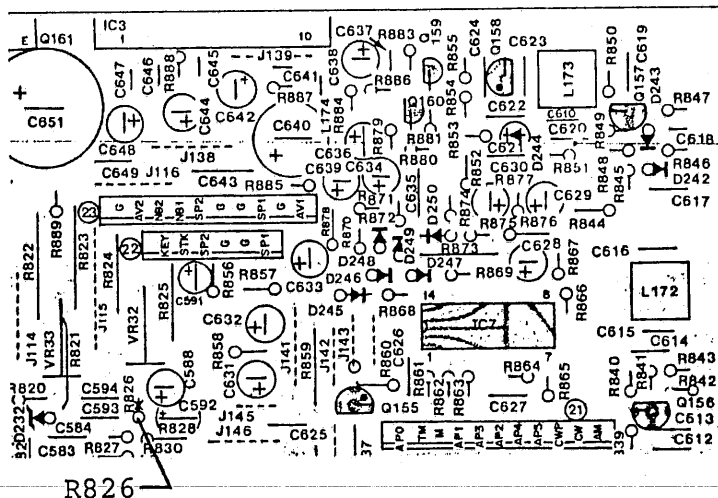 E Q161 IC3 1 10
C637 R883 Q159 R855 C624 Q158 C623 R850 C619
C647 C646 R888 C645 J139 C638 R886 L173 Q157 D243
C651 C644 C642 C641 R887 L174 R884 Q160 R854 C622 C610 R849 R847
C648 C640 R879 R881 R853 C620 C618
J138 C636 R880 C621 D244 R851 R848 R846
C649 J116 C643 R885 C639 C634 C635 D250 R852 C630 R877 R845 D242
R871 R874 C629 C617
23 G AV2 NB2 NB1 SP2 G G SP1 G AV1
R889 R878 R870 R872 R875 R876 R844
22 KEY STK SP2 G G SP1
R822 R823 R824 D249 R873 C628 C616
D248 D247
R825 C591 R856 R857 C633 D246 R869 R867
J115 VR32 C632 D245 R868 R866 L172
14 8
J114 VR33 R821 R858 J141 R859 J142 J143 IC7 C615
C588 C631 R860 C626 1 7 C614
R820 C594 R826 R861 R862 R863 R864 R865 R840 R841 R843
R842
D232 C593 C592 J145 Q155 C627 21 Q156
C584 R828 J146 C613
C583 R827 R830 C625 AP0 TM M AP1 AP3 AP2 AP4 AP5 CWP CW AM C612
R826